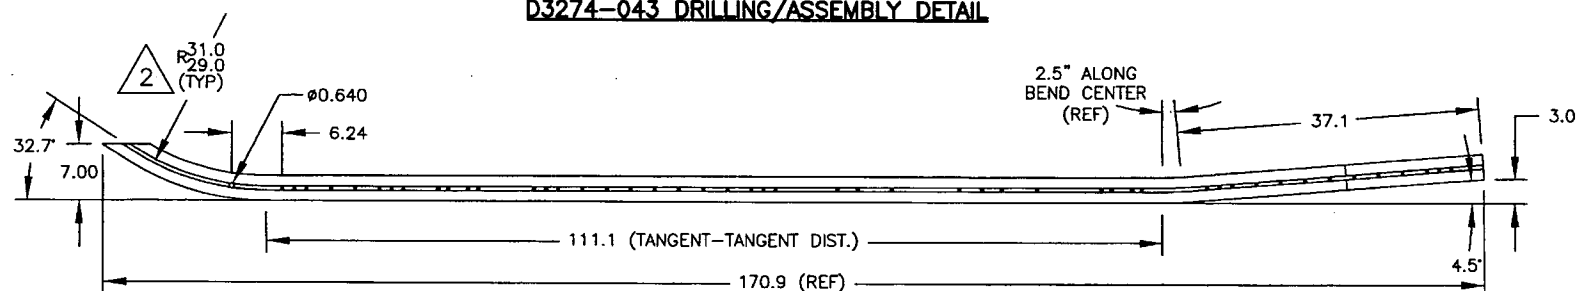 D3274-043 DRILLING/ASSEMBLY DETAIL
2
R31.0
29.0
(TYP)
ø0.640
6.24
32.7°
7.00
2.5" ALONG
BEND CENTER
(REF)
37.1
3.0
111.1 (TANGENT-TANGENT DIST.)
4.5°
170.9 (REF)